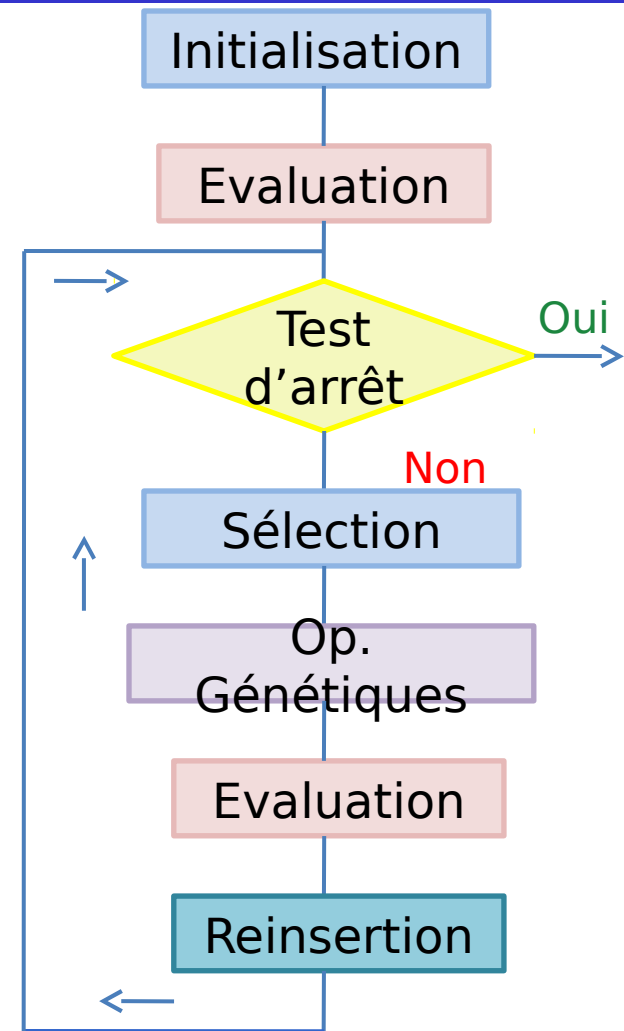 Initialisation
Evaluation
Test
d’arrêt
Oui
Non
Sélection
Op.
Génétiques
Evaluation
Reinsertion